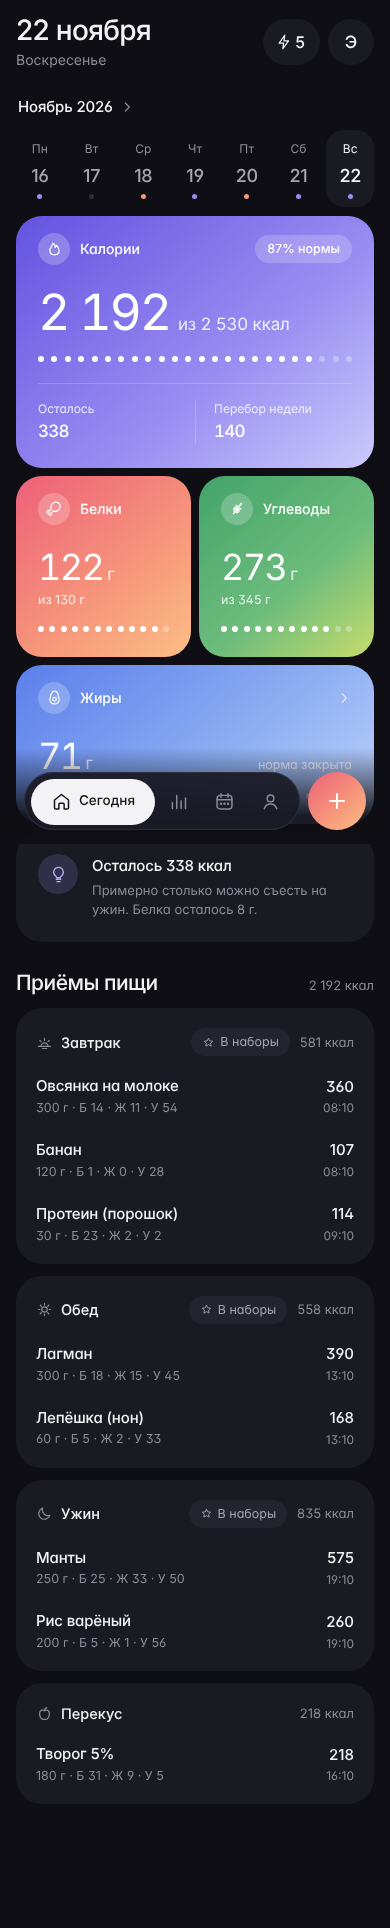 22 ноября
Воскресенье
5
Э
Ноябрь 2026
Пн Вт Ср Чт Пт Сб Вс
16 17 18 19 20 21 22
Калории
87% нормы
2 192 из 2 530 ккал
Осталось
338
Перебор недели
140
Белки
122 г
из 130 г
Углеводы
273 г
из 345 г
Жиры
71 г
норма закрыта
Сегодня
Осталось 338 ккал
Примерно столько можно съесть на
ужин. Белка осталось 8 г.
Приёмы пищи
2 192 ккал
Завтрак
В наборы
581 ккал
Овсянка на молоке 360
300 г · Б 14 · Ж 11 · У 54 08:10
Банан 107
120 г · Б 1 · Ж 0 · У 28 08:10
Протеин (порошок) 114
30 г · Б 23 · Ж 2 · У 2 09:10
Обед
В наборы
558 ккал
Лагман 390
300 г · Б 18 · Ж 15 · У 45 13:10
Лепёшка (нон) 168
60 г · Б 5 · Ж 2 · У 33 13:10
Ужин
В наборы
835 ккал
Манты 575
250 г · Б 25 · Ж 33 · У 50 19:10
Рис варёный 260
200 г · Б 5 · Ж 1 · У 56 19:10
Перекус
218 ккал
Творог 5% 218
180 г · Б 31 · Ж 9 · У 5 16:10